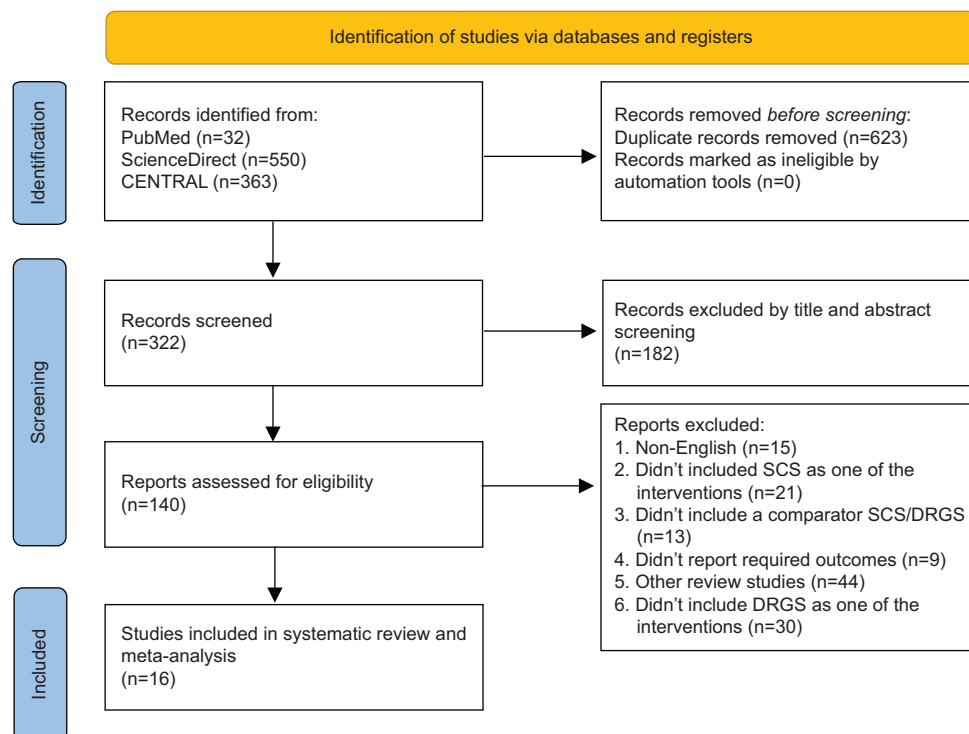 Identification of studies via databases and registers
Identification
Records identified from:
PubMed (n=32)
ScienceDirect (n=550)
CENTRAL (n=363)
Records removed before screening:
Duplicate records removed (n=623)
Records marked as ineligible by
automation tools (n=0)
Screening
Records screened
(n=322)
Records excluded by title and abstract
screening
(n=182)
Reports assessed for eligibility
(n=140)
Reports excluded:
1. Non-English (n=15)
2. Didn't included SCS as one of the
interventions (n=21)
3. Didn't include a comparator SCS/DRGS
(n=13)
4. Didn't report required outcomes (n=9)
5. Other review studies (n=44)
6. Didn't include DRGS as one of the
interventions (n=30)
Included
Studies included in systematic review and
meta-analysis
(n=16)